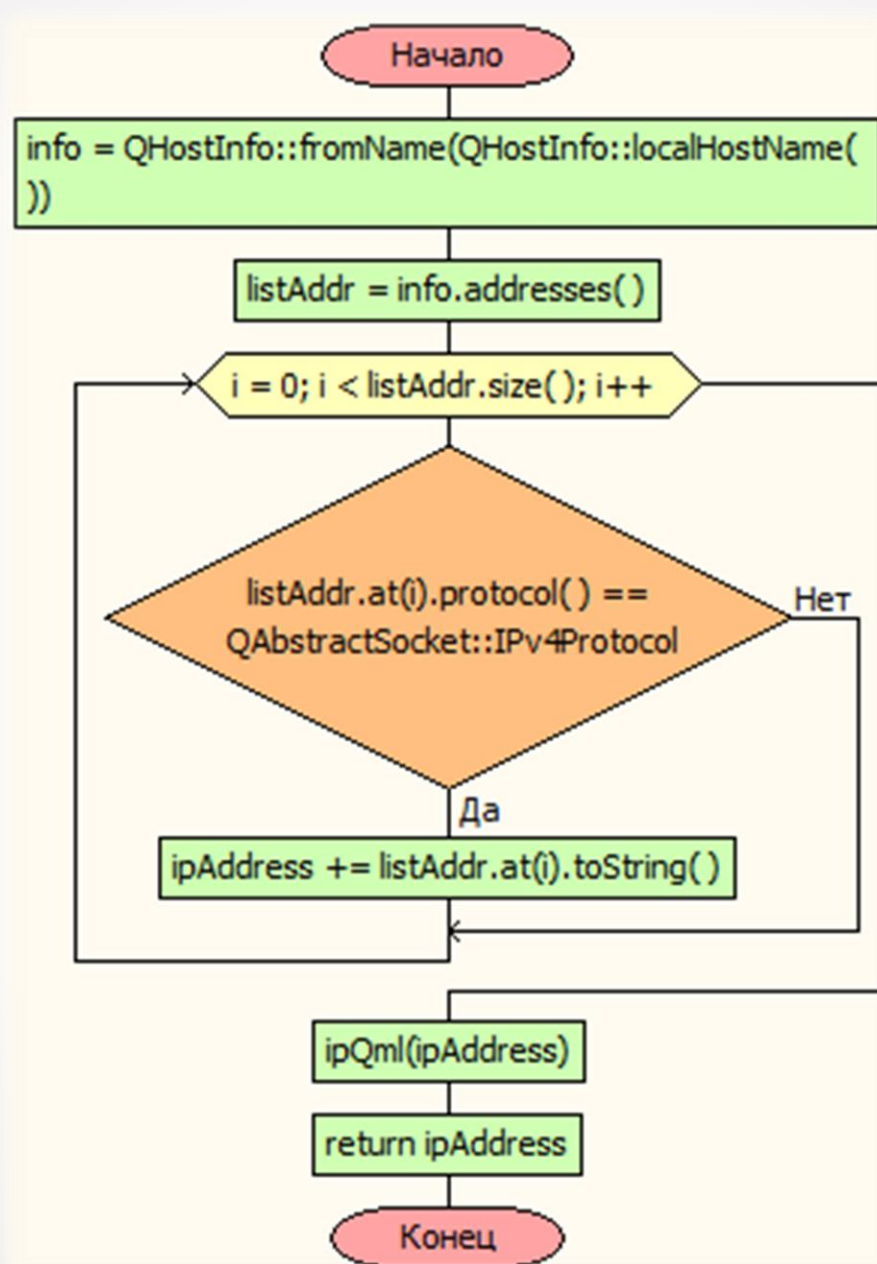 Начало
info = QHostInfo::fromName(QHostInfo::localHostName(
))
listAddr = info.addresses()
i = 0; i < listAddr.size(); i++
listAddr.at(i).protocol() ==
QAbstractSocket::IPv4Protocol
Нет
Да
ipAddress += listAddr.at(i).toString()
ipQml(ipAddress)
return ipAddress
Конец